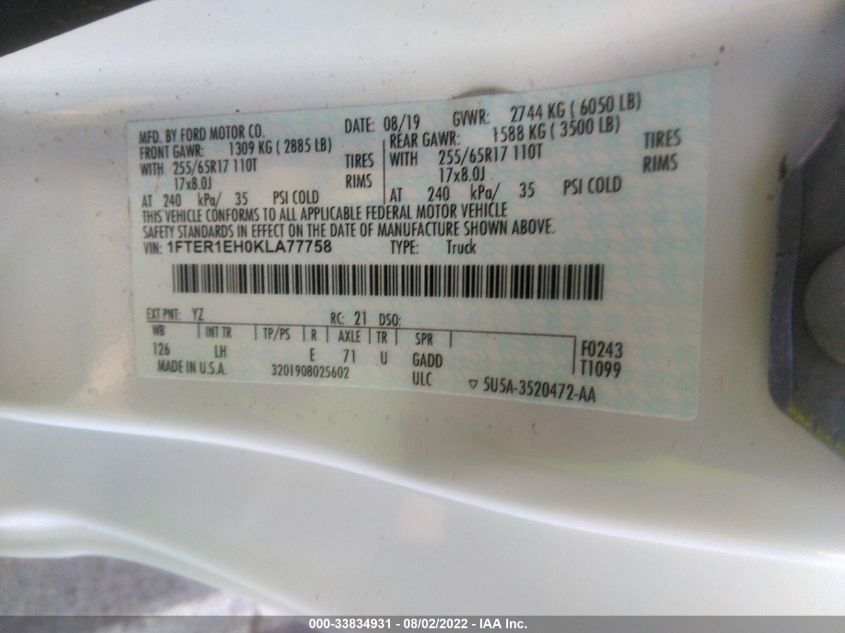 MFD. BY FORD MOTOR CO. DATE: 08/19 GVWR: 2744 KG ( 6050 LB)
FRONT GAWR: 1309 KG ( 2885 LB) REAR GAWR: 1588 KG ( 3500 LB)
WITH 255/65R17 110T TIRES WITH 255/65R17 110T TIRES
17x8.0J RIMS 17x8.0J RIMS
AT 240 kPa/ 35 PSI COLD AT 240 kPa/ 35 PSI COLD
THIS VEHICLE CONFORMS TO ALL APPLICABLE FEDERAL MOTOR VEHICLE
SAFETY STANDARDS IN EFFECT ON THE DATE OF MANUFACTURE SHOWN ABOVE.
VIN: 1FTER1EH0KLA77758 TYPE: Truck
EXT PNT: YZ RC: 21 DSO:
WB INT TR TP/PS R AXLE TR SPR
126 LH E 71 U GADD F0243
MADE IN U.S.A. 3201908025602 ULC T1099
▽ 5U5A-3520472-AA
000-33834931 - 08/02/2022 - IAA Inc.